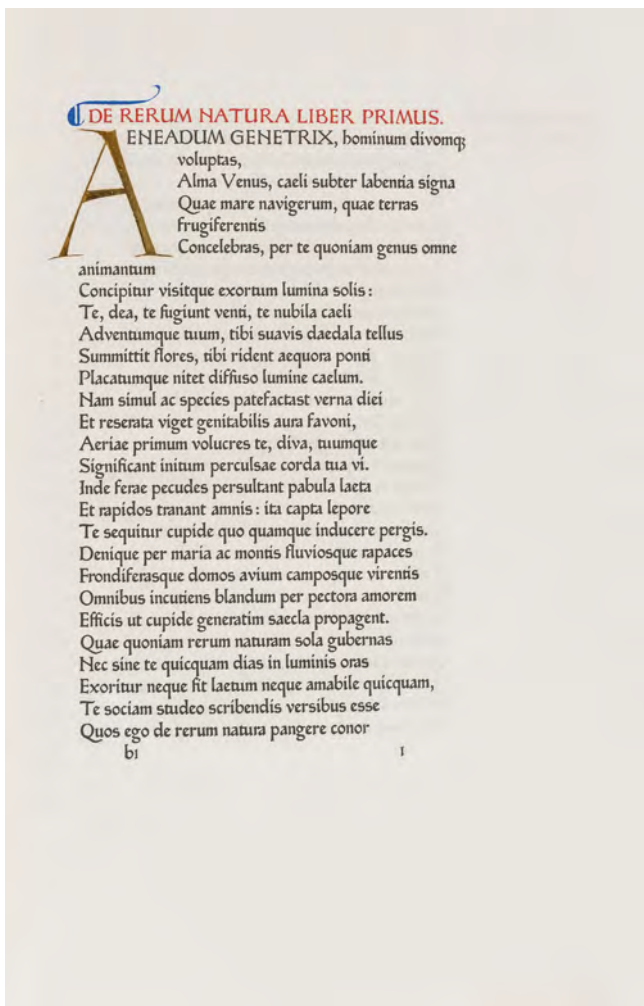 DE RERUM NATURA LIBER PRIMUS.
AENEADUM GENETRIX, hominum divomq;
voluptas,
Alma Venus, caeli subter labentia signa
Quae mare navigerum, quae terras
frugiferentis
Concelebras, per te quoniam genus omne
animantum
Concipitur visitque exortum lumina solis:
Te, dea, te fugiunt venti, te nubila caeli
Adventumque tuum, tibi suavis daedala tellus
Summittit flores, tibi rident aequora ponti
Placatumque nitet diffuso lumine caelum.
Nam simul ac species patefactast verna diei
Et reserata viget genitabilis aura favoni,
Aeriae primum volucres te, diva, tuumque
Significant initum perculsae corda tua vi.
Inde ferae pecudes persultant pabula laeta
Et rapidos tranant amnis: ita capta lepore
Te sequitur cupide quo quamque inducere pergis.
Denique per maria ac montis fluviosque rapaces
Frondiferasque domos avium camposque virentis
Omnibus incutiens blandum per pectora amorem
Efficis ut cupide generatim saecla propagent.
Quae quoniam rerum naturam sola gubernas
Nec sine te quicquam dias in luminis oras
Exoritur neque fit laetum neque amabile quicquam,
Te sociam studeo scribendis versibus esse
Quos ego de rerum natura pangere conor
b1 1